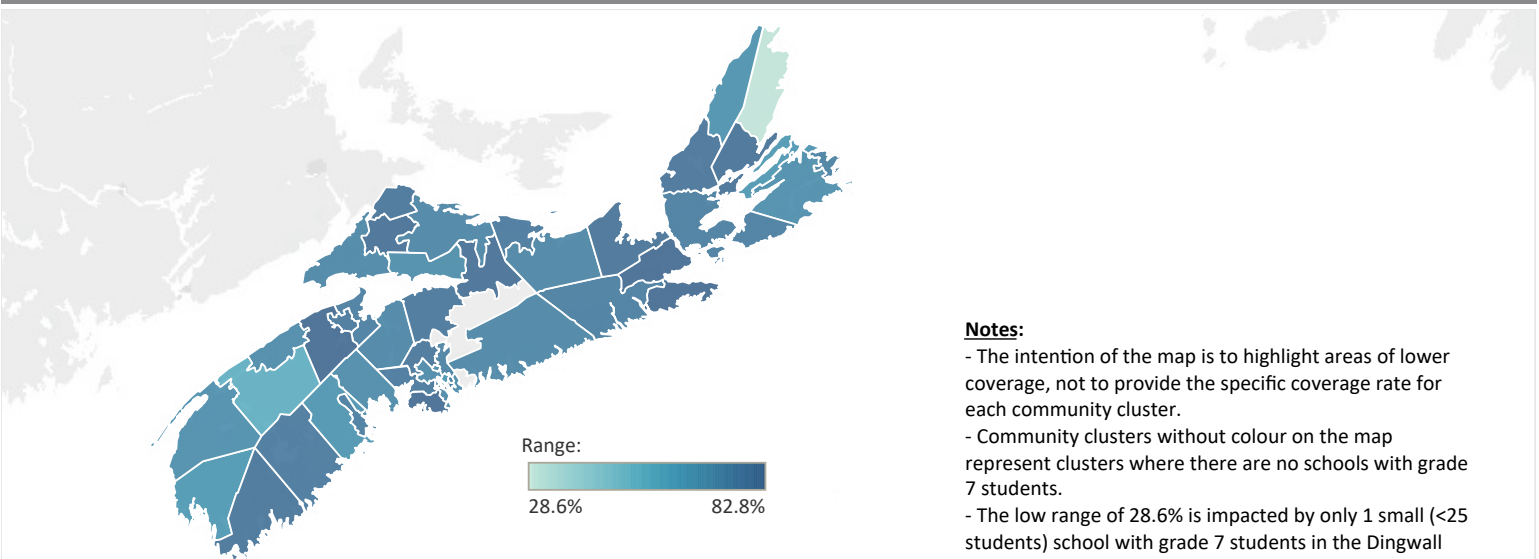 Range:
28.6% 82.8%
Notes:
- The intention of the map is to highlight areas of lower
coverage, not to provide the specific coverage rate for
each community cluster.
- Community clusters without colour on the map
represent clusters where there are no schools with grade
7 students.
- The low range of 28.6% is impacted by only 1 small (<25
students) school with grade 7 students in the Dingwall